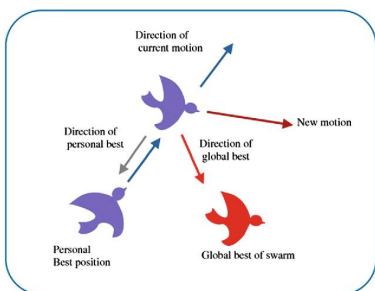 Direction of
current motion
New motion
Direction of
personal best
Direction of
global best
Personal
Best position
Global best of swarm